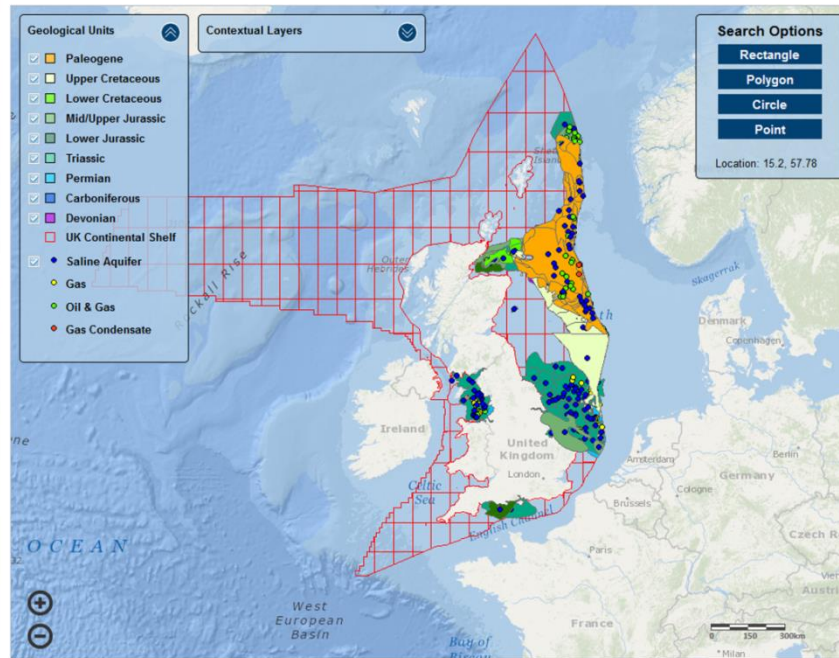 Geological Units
Paleogene
Upper Cretaceous
Lower Cretaceous
Mid/Upper Jurassic
Lower Jurassic
Triassic
Permian
Carboniferous
Devonian
UK Continental Shelf
Saline Aquifer
Gas
Oil & Gas
Gas Condensate
Contextual Layers
Search Options
Rectangle
Polygon
Circle
Point
Location: 15.2, 57.78
Outer
Hebrides
Rockall Rise
Skagerrak
Denmark
Copenhagen
Ireland
United
Kingdom
London
Celtic
Sea
English Channel
Amsterdam
Berlin
Germany
Brussels
Cologne
Paris
France
Milan
OCEAN
West
European
Basin
0 150 300km